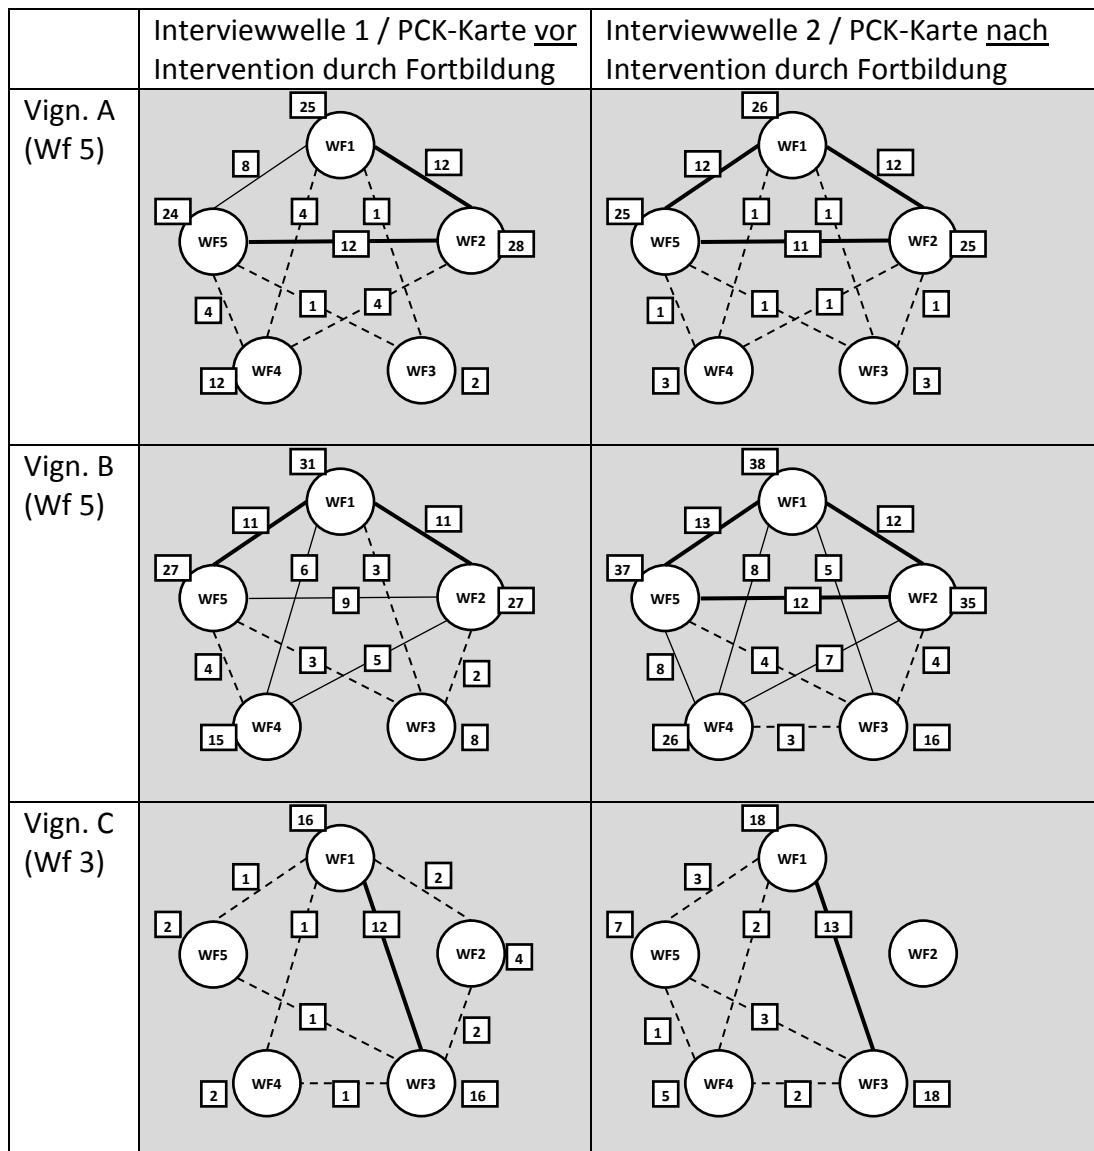 Interviewwelle 1 / PCK-Karte vor
Intervention durch Fortbildung
Interviewwelle 2 / PCK-Karte nach
Intervention durch Fortbildung
Vign. A
(Wf 5)
25
WF1
8
12
24
4
1
WF5
12
WF2
28
4
1
4
WF4
WF3
12
2
26
WF1
12
12
25
1
1
WF5
11
WF2
25
1
1
1
1
WF4
WF3
3
3
Vign. B
(Wf 5)
31
WF1
11
11
27
6
3
WF5
9
WF2
27
4
3
5
2
WF4
WF3
15
8
38
WF1
13
12
37
8
5
WF5
12
WF2
35
8
4
7
4
WF4
WF3
26
3
16
Vign. C
(Wf 3)
16
WF1
1
2
2
1
12
WF5
WF2
4
1
2
WF4
WF3
2
1
16
18
WF1
3
7
2
13
WF5
WF2
1
3
WF4
WF3
5
2
18